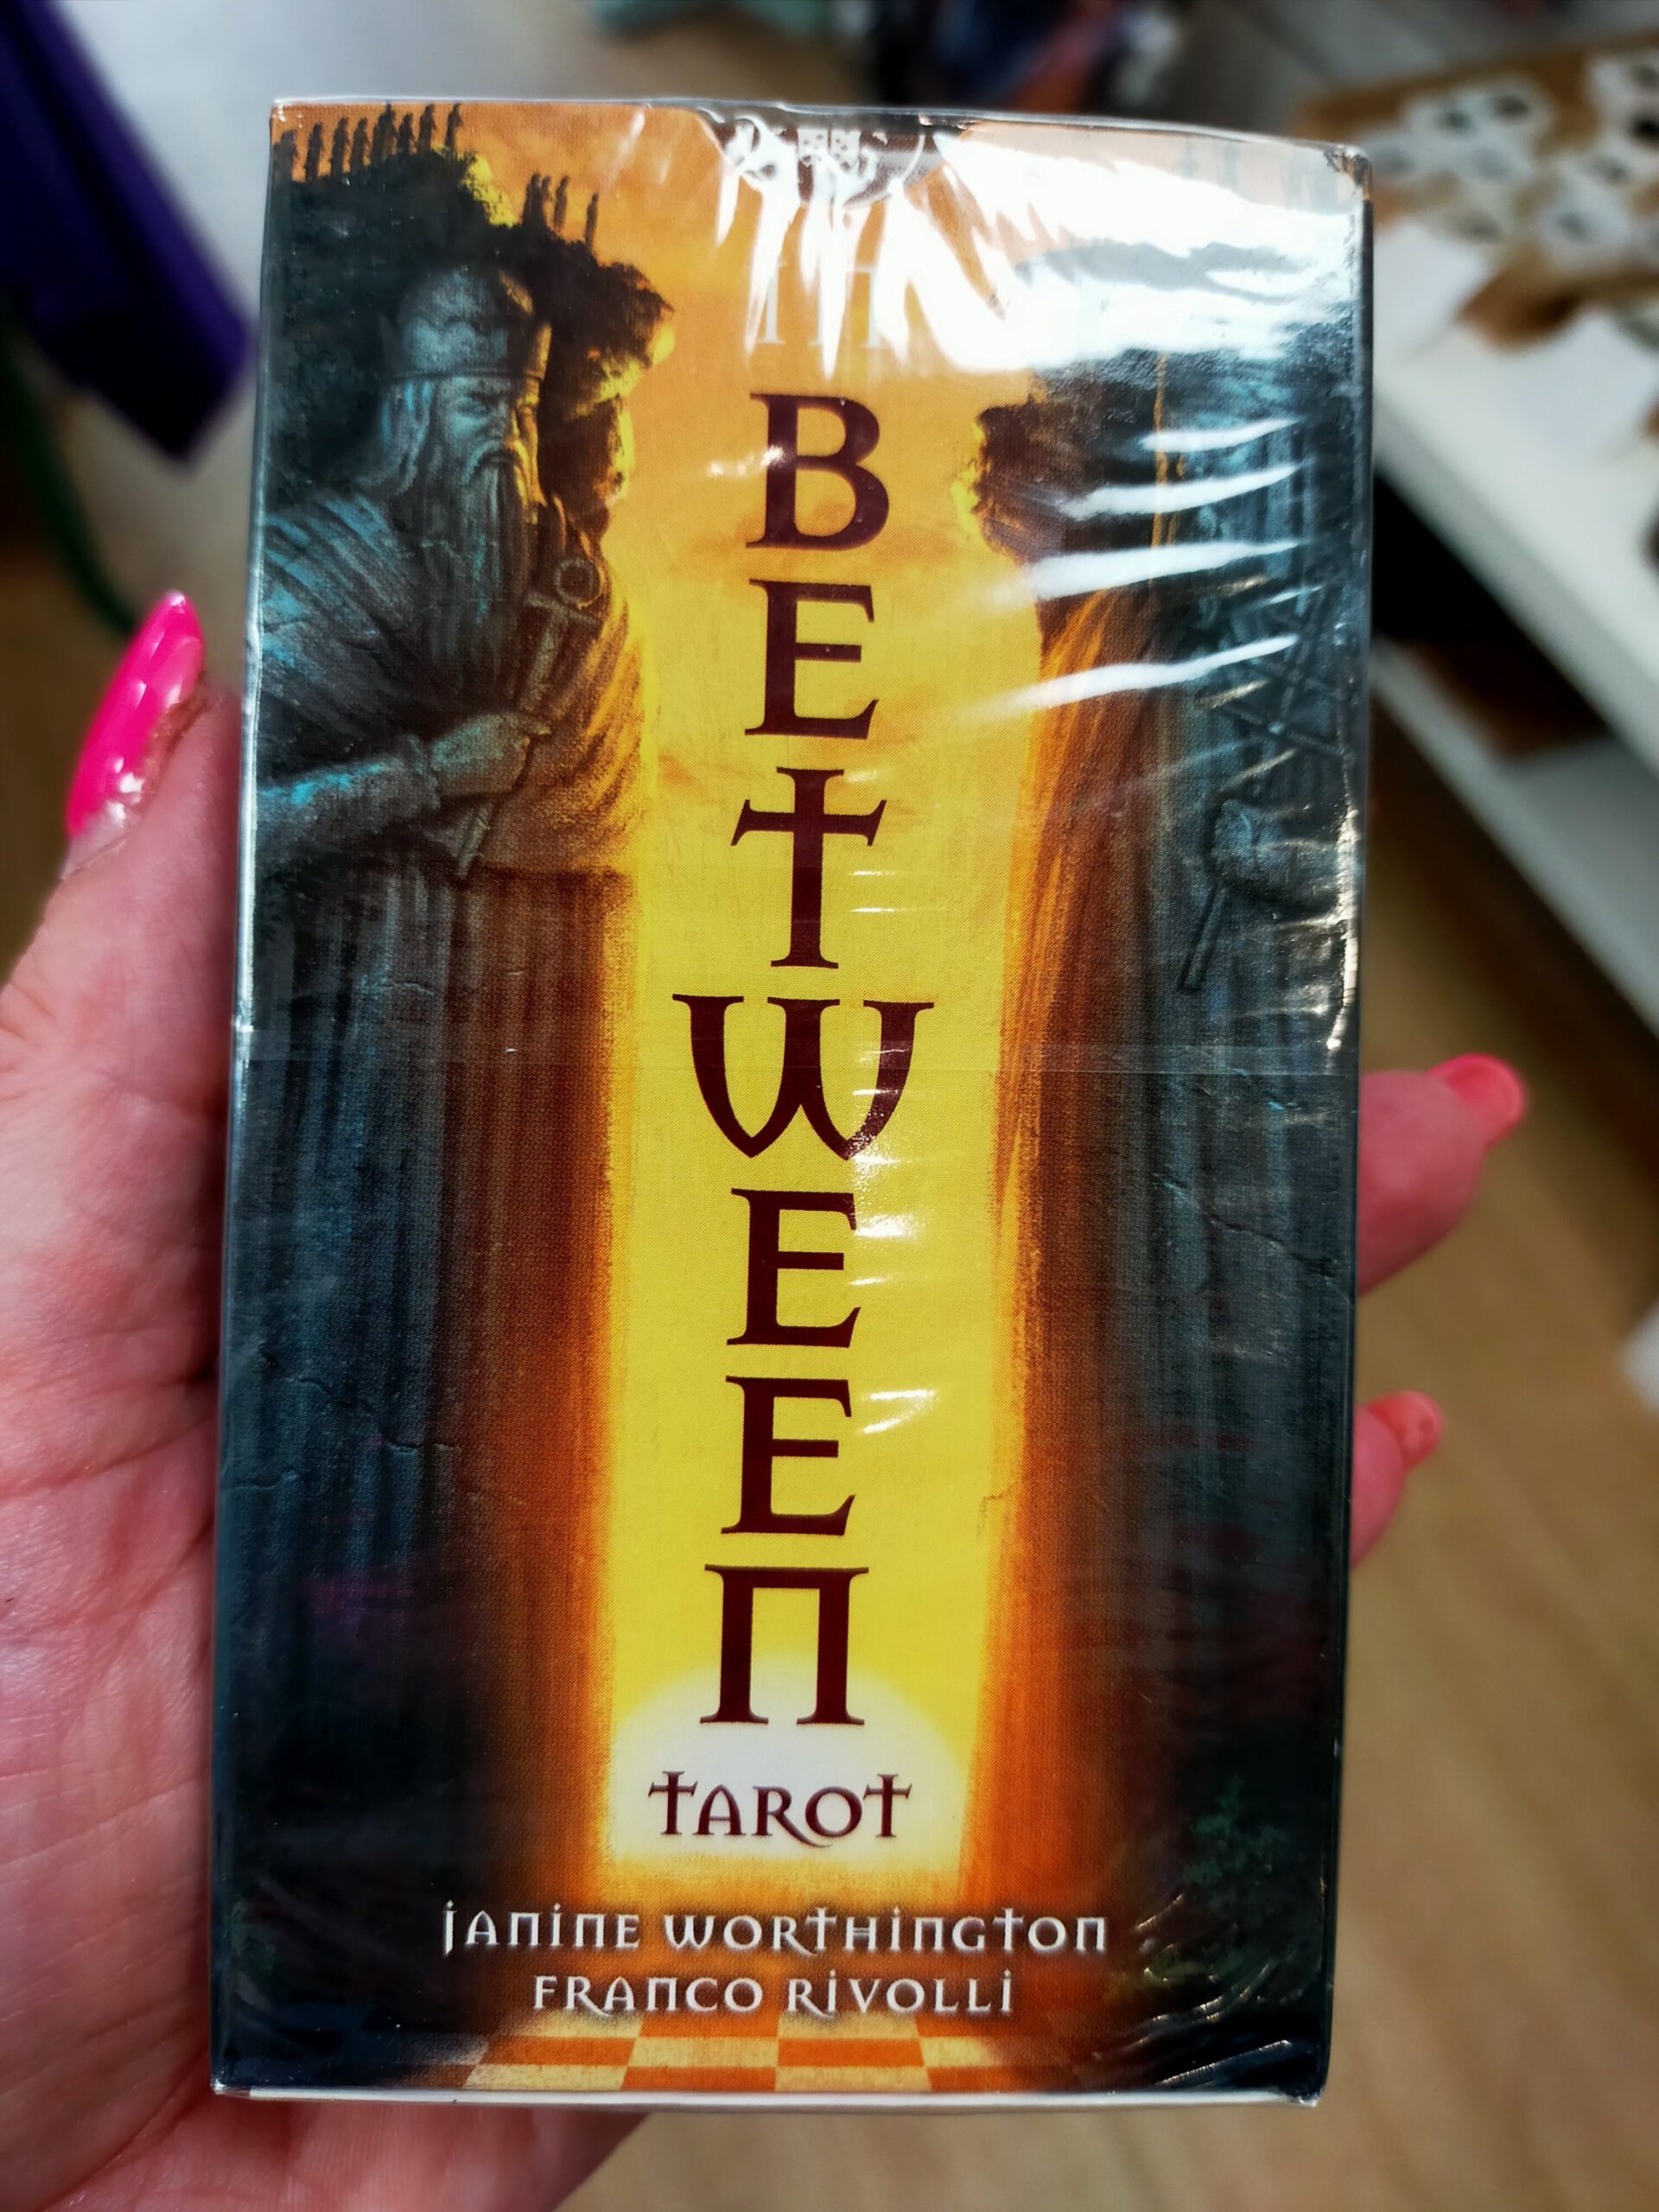 BETWEEN
TAROT
JANINE WORTHINGTON
FRANCO RIVOLLI